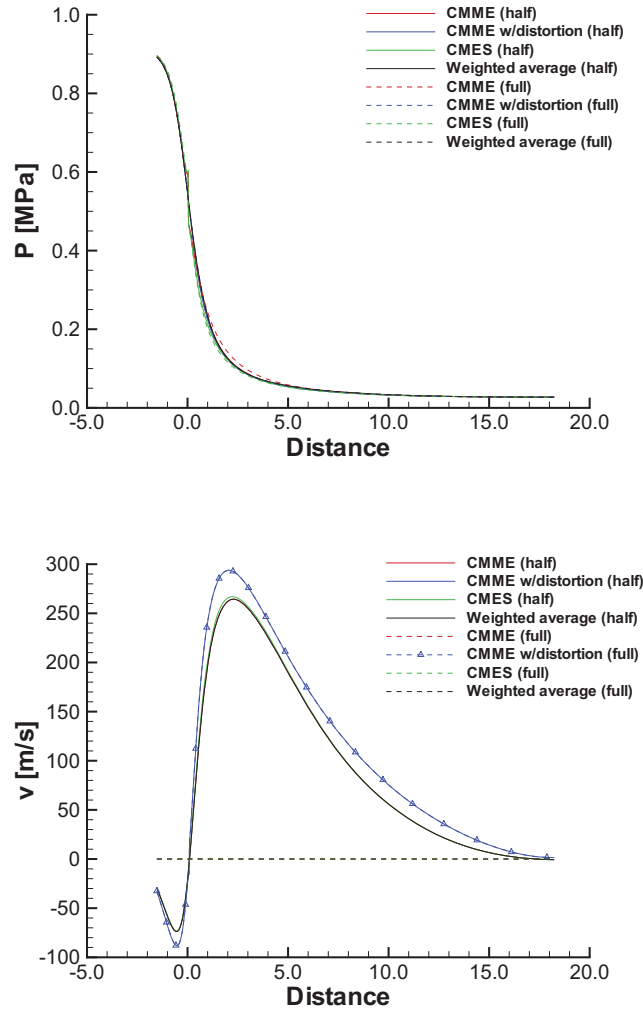 CMME (half)
CMME w/distortion (half)
CMES (half)
Weighted average (half)
CMME (full)
CMME w/distortion (full)
CMES (full)
Weighted average (full)
P [MPa]
1.0
0.8
0.6
0.4
0.2
0.0
-5.0 0.0 5.0 10.0 15.0 20.0
Distance
CMME (half)
CMME w/distortion (half)
CMES (half)
Weighted average (half)
CMME (full)
CMME w/distortion (full)
CMES (full)
Weighted average (full)
v [m/s]
300
250
200
150
100
50
0
-50
-100
-5.0 0.0 5.0 10.0 15.0 20.0
Distance